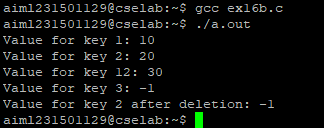 aiml231501129@cselab:~$ gcc ex16b.c
aiml231501129@cselab:~$ ./a.out
Value for key 1: 10
Value for key 2: 20
Value for key 12: 30
Value for key 3: -1
Value for key 2 after deletion: -1
aiml231501129@cselab:~$